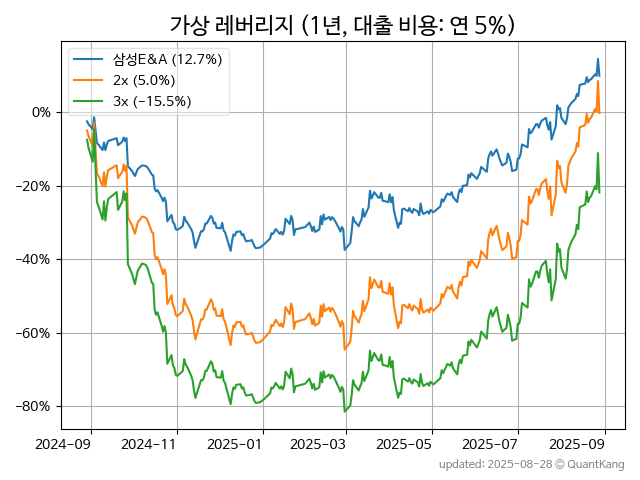 가상 레버리지 (1년, 대출 비용: 연 5%)
삼성E&A (12.7%)
2x (5.0%)
3x (−15.5%)
0%
−20%
−40%
−60%
−80%
2024-09
2024-11
2025-01
2025-03
2025-05
2025-07
2025-09
updated: 2025-08-28 © QuantKang